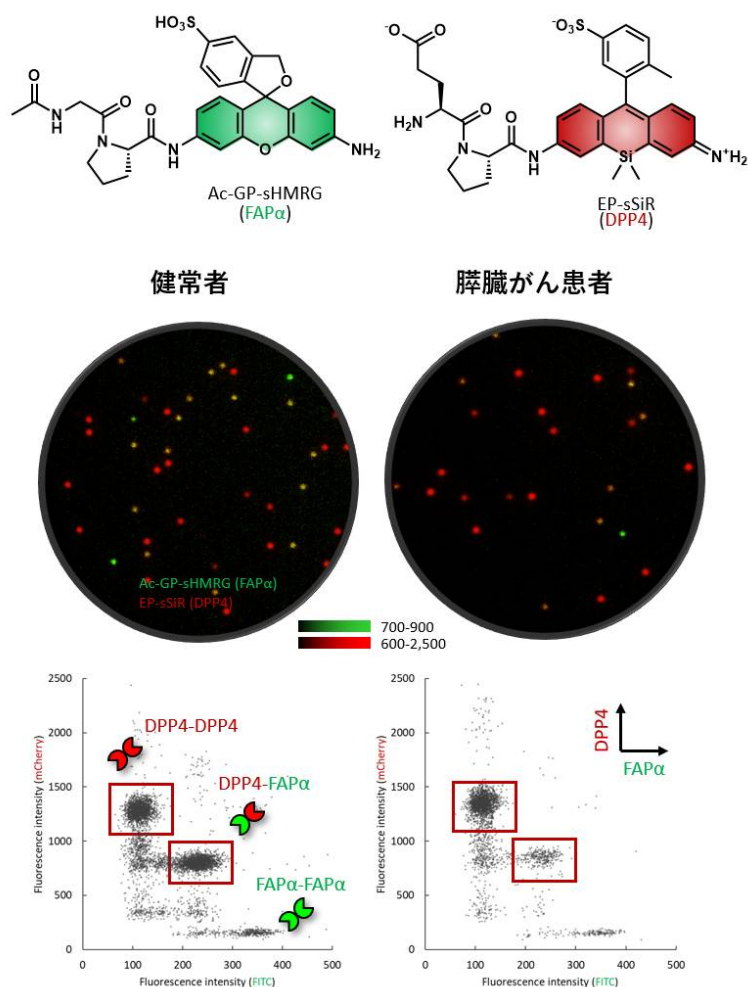 HO₃S
O
O
N
H
O
N
O
N
H
O
NH₂
Ac-GP-sHMRG
(FAPα)
⁻O₃S
⁻O
O
H₂N
O
N
O
N
H
Si
N⁺H₂
EP-sSiR
(DPP4)
健常者
膵臓がん患者
Ac-GP-sHMRG (FAPα)
EP-sSiR (DPP4)
700-900
600-2,500
Fluorescence intensity (mCherry)
2500
2000
1500
1000
500
0
DPP4-DPP4
DPP4-FAPα
FAPα-FAPα
0 100 200 300 400 500
Fluorescence intensity (FITC)
Fluorescence intensity (mCherry)
2500
2000
1500
1000
500
0
DPP4
FAPα
0 100 200 300 400 500
Fluorescence intensity (FITC)